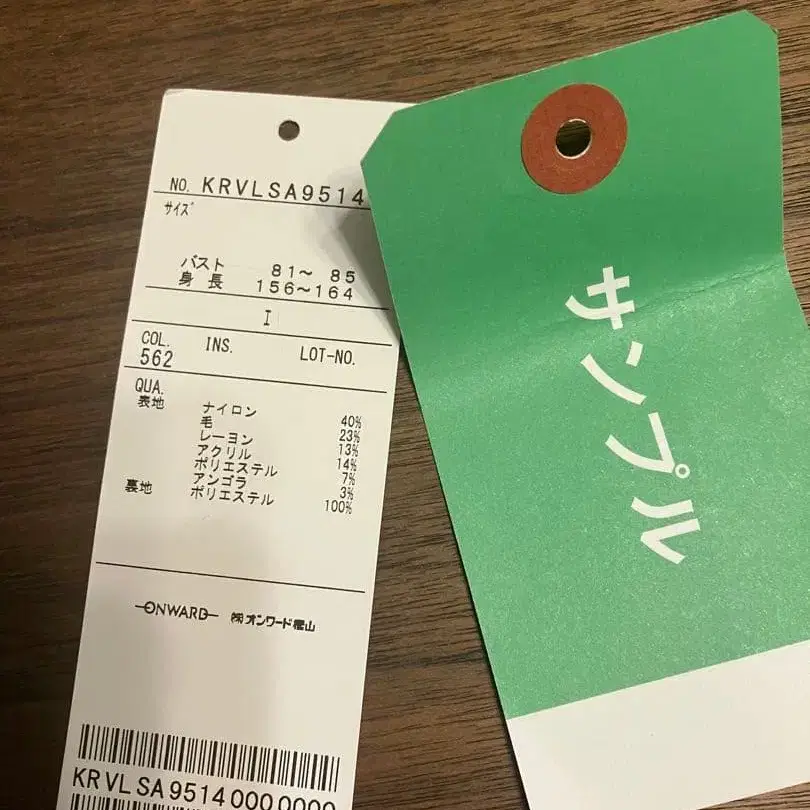 NO. KRVLSA9514
サイズ
バスト 81～ 85
身 長 156～164
I
COL. INS. LOT-NO.
562
QUA.
表地 ナイロン 40%
毛 23%
レーヨン 13%
アクリル 14%
ポリエステル 7%
アンゴラ 3%
裏地 ポリエステル 100%
ONWARD ㈱オンワード樫山
KRVLSA9514000
サンプル